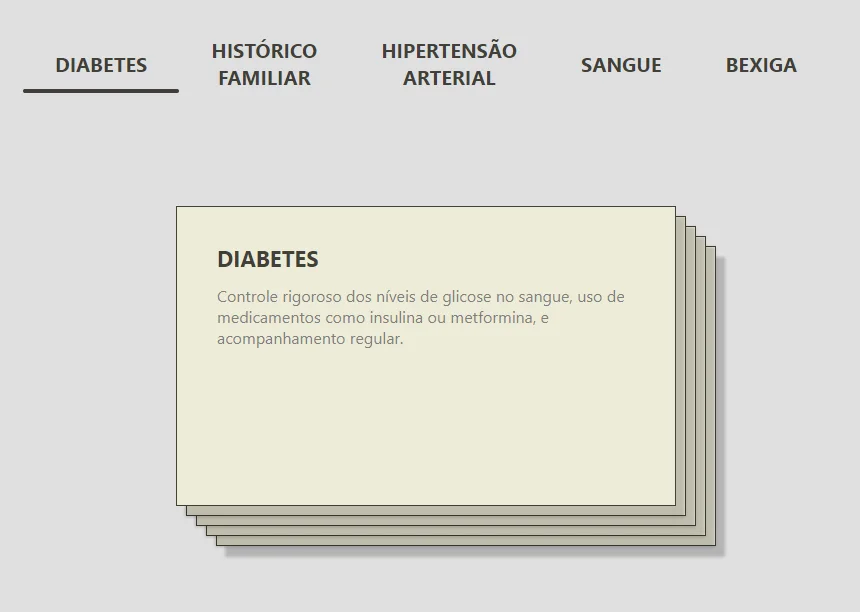 DIABETES
HISTÓRICO
FAMILIAR
HIPERTENSÃO
ARTERIAL
SANGUE
BEXIGA
DIABETES
Controle rigoroso dos níveis de glicose no sangue, uso de
medicamentos como insulina ou metformina, e
acompanhamento regular.